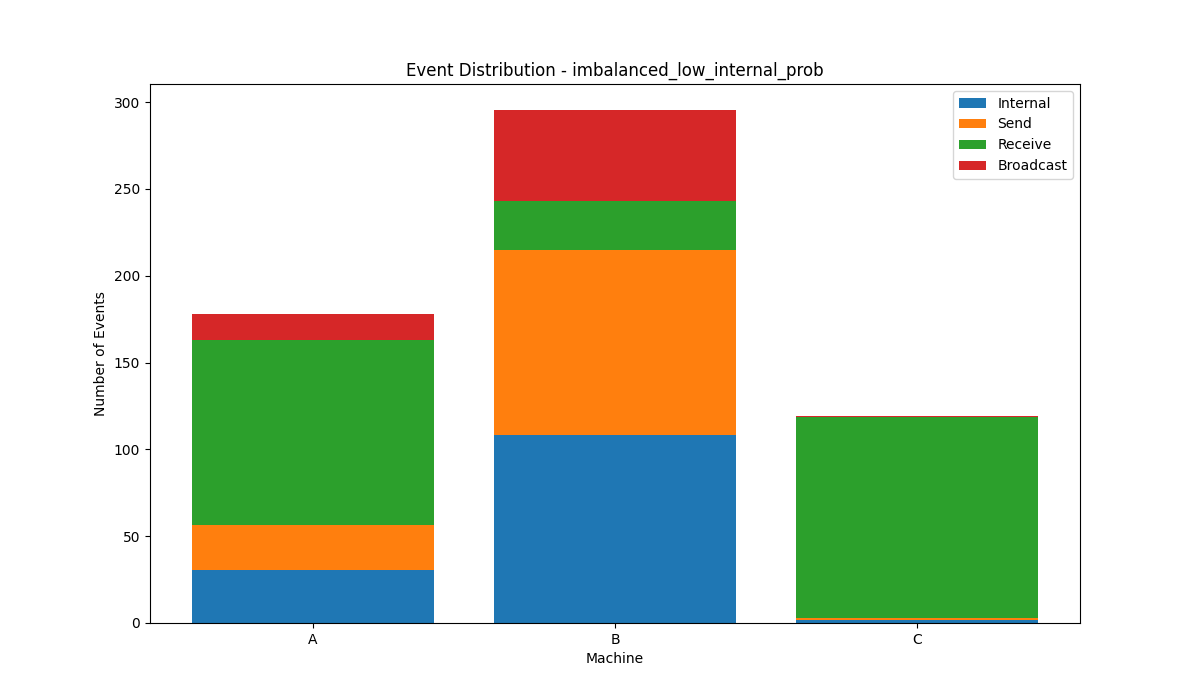 Event Distribution - imbalanced_low_internal_prob
Internal
Send
Receive
Broadcast
Number of Events
300
250
200
150
100
50
0
A
B
C
Machine